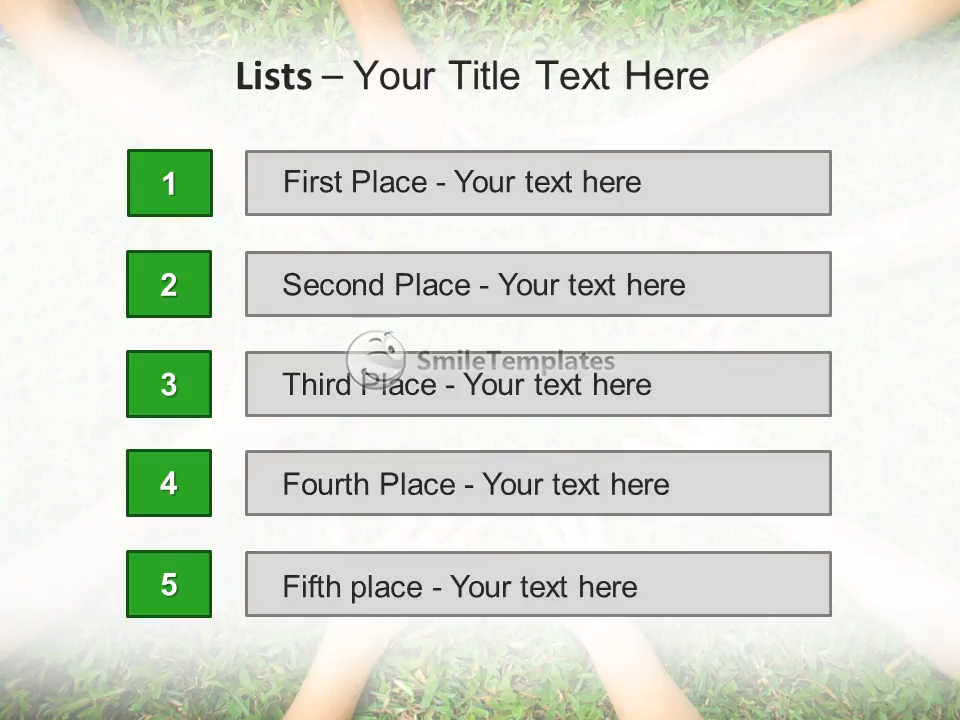 Lists – Your Title Text Here
1 First Place - Your text here
2 Second Place - Your text here
SmileTemplates
3 Third Place - Your text here
4 Fourth Place - Your text here
5 Fifth place - Your text here